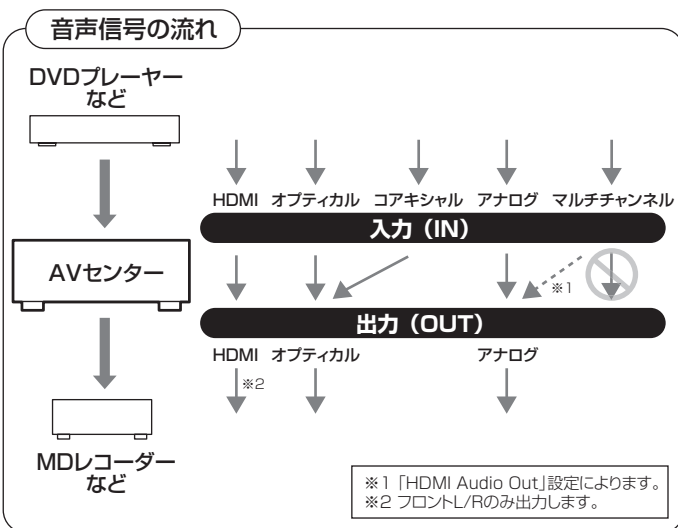 音声信号の流れ
DVDプレーヤー
など
HDMI オプティカル コアキシャル アナログ マルチチャンネル
入力（IN）
AVセンター
※1
出力（OUT）
HDMI オプティカル アナログ
※2
MDレコーダー
など
※1「HDMI Audio Out」設定によります。
※2 フロントL/Rのみ出力します。